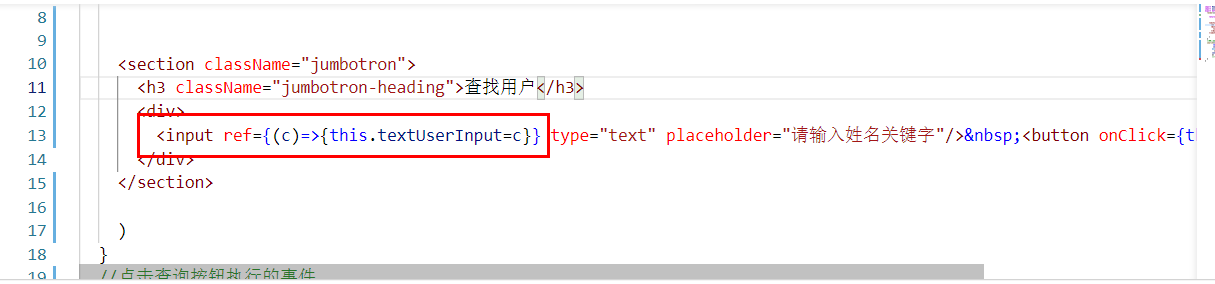 8
9
10 <section className="jumbotron">
11 <h3 className="jumbotron-heading">查找用户</h3>
12 <div>
13 <input ref={(c)=>{this.textUserInput=c}} type="text" placeholder="请输入姓名关键字"/>&nbsp;<button onClick={th
14 </div>
15 </section>
16
17 )
18 }
19 //点击查询按钮执行的事件